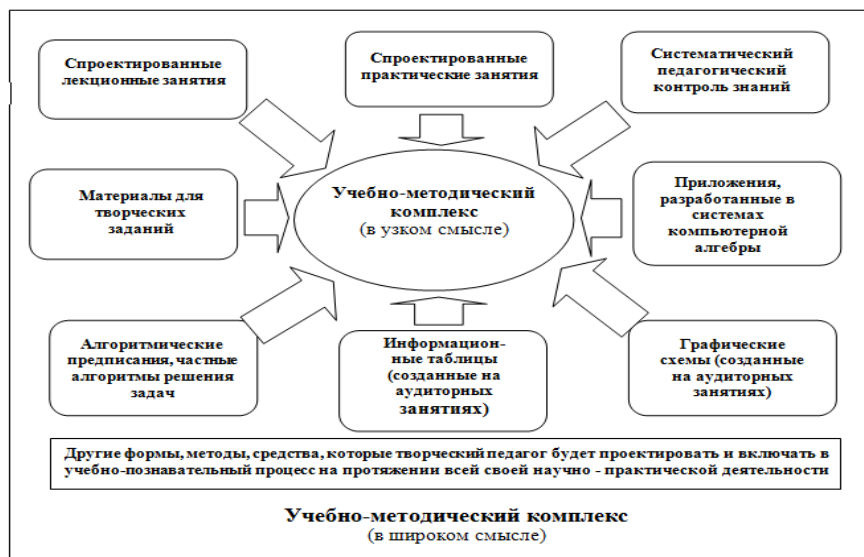 Спроектированные
лекционные занятия
Спроектированные
практические занятия
Систематический
педагогический
контроль знаний
Материалы для
творческих
заданий
Учебно-методический
комплекс
(в узком смысле)
Приложения,
разработанные в
системах
компьютерной
алгебры
Алгоритмические
предписания, частные
алгоритмы решения
задач
Информацион-
ные таблицы
(созданные на
аудиторных
занятиях)
Графические
схемы (созданные
на аудиторных
занятиях)
Другие формы, методы, средства, которые творческий педагог будет проектировать и включать в
учебно-познавательный процесс на протяжении всей своей научно - практической деятельности
Учебно-методический комплекс
(в широком смысле)